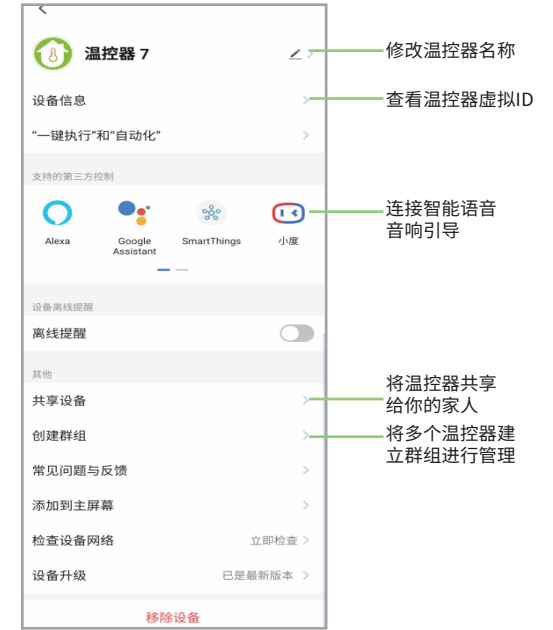 温控器 7
修改温控器名称
设备信息
查看温控器虚拟ID
“一键执行”和“自动化”
支持的第三方控制
连接智能语音
音响引导
Alexa
Google
Assistant
SmartThings
小度
设备离线提醒
离线提醒
其他
将温控器共享
给你的家人
共享设备
创建群组
将多个温控器建
立群组进行管理
常见问题与反馈
添加到主屏幕
检查设备网络 立即检查
设备升级 已是最新版本
移除设备